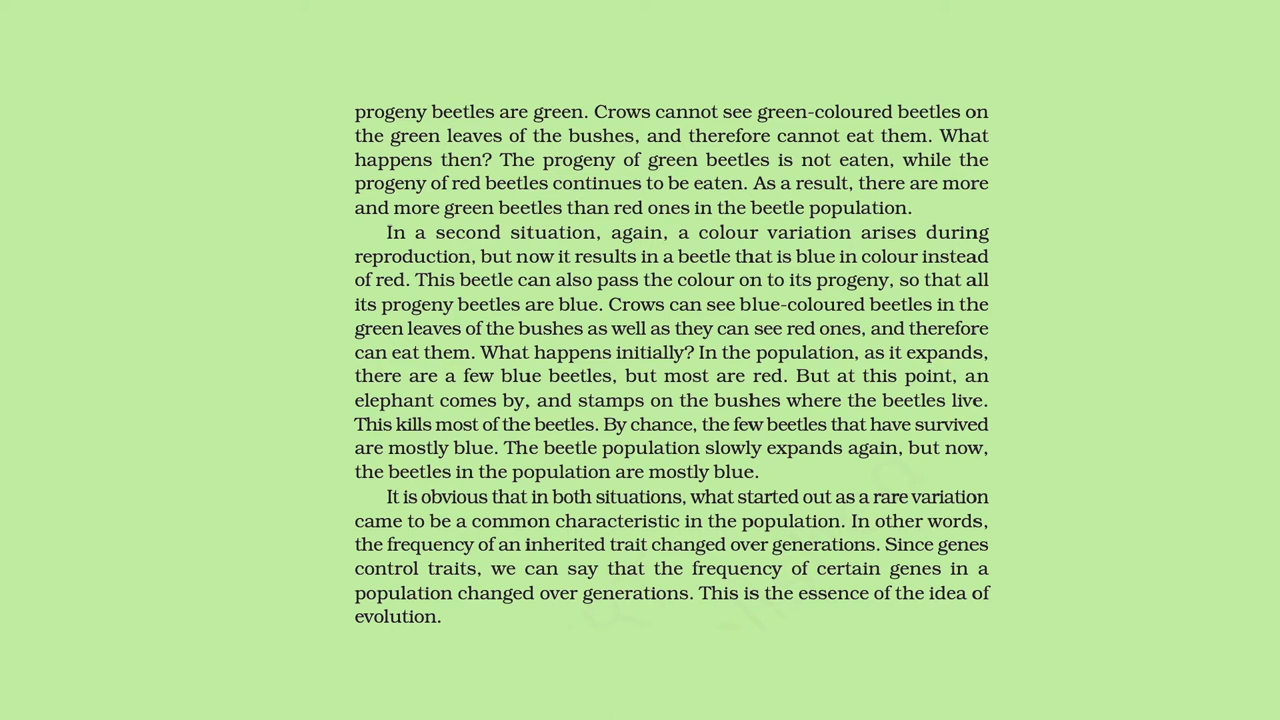 progeny beetles are green. Crows cannot see green-coloured beetles on
the green leaves of the bushes, and therefore cannot eat them. What
happens then? The progeny of green beetles is not eaten, while the
progeny of red beetles continues to be eaten. As a result, there are more
and more green beetles than red ones in the beetle population.
In a second situation, again, a colour variation arises during
reproduction, but now it results in a beetle that is blue in colour instead
of red. This beetle can also pass the colour on to its progeny, so that all
its progeny beetles are blue. Crows can see blue-coloured beetles in the
green leaves of the bushes as well as they can see red ones, and therefore
can eat them. What happens initially? In the population, as it expands,
there are a few blue beetles, but most are red. But at this point, an
elephant comes by, and stamps on the bushes where the beetles live.
This kills most of the beetles. By chance, the few beetles that have survived
are mostly blue. The beetle population slowly expands again, but now,
the beetles in the population are mostly blue.
It is obvious that in both situations, what started out as a rare variation
came to be a common characteristic in the population. In other words,
the frequency of an inherited trait changed over generations. Since genes
control traits, we can say that the frequency of certain genes in a
population changed over generations. This is the essence of the idea of
evolution.